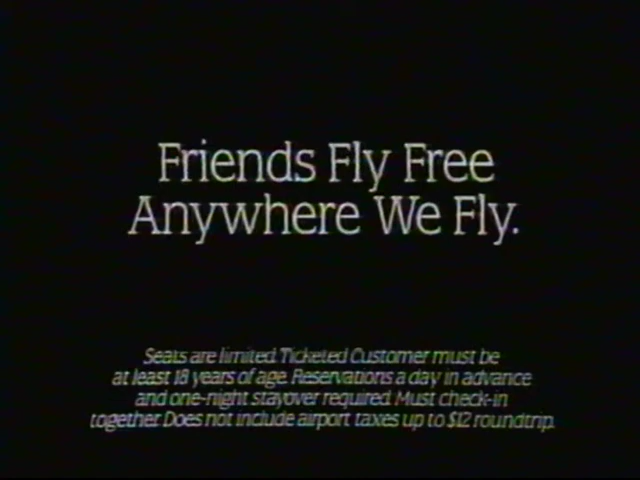 Friends Fly Free
Anywhere We Fly.
Seats are limited. Ticketed Customer must be
at least 18 years of age. Reservations a day in advance
and one-night stayover required. Must check-in
together. Does not include airport taxes up to $12 roundtrip.